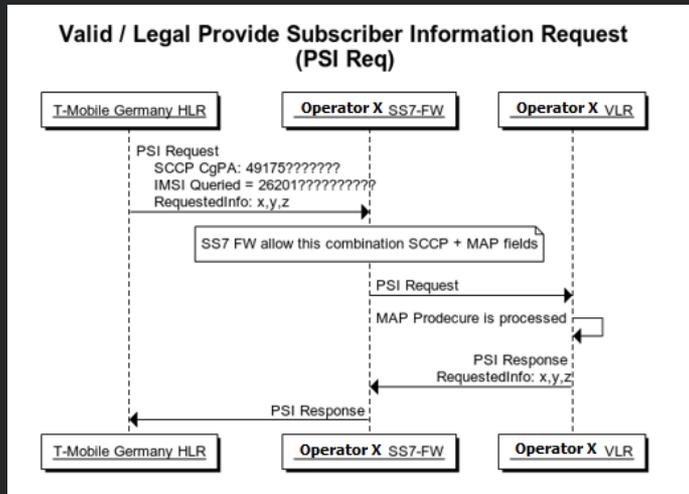 Valid / Legal Provide Subscriber Information Request
(PSI Req)
T-Mobile Germany HLR
Operator X SS7-FW
Operator X VLR
PSI Request
SCCP CgPA: 49175???????
IMSI Queried = 26201??????????
RequestedInfo: x,y,z
SS7 FW allow this combination SCCP + MAP fields
PSI Request
MAP Prodecure is processed
PSI Response
RequestedInfo: x,y,z
PSI Response
T-Mobile Germany HLR
Operator X SS7-FW
Operator X VLR